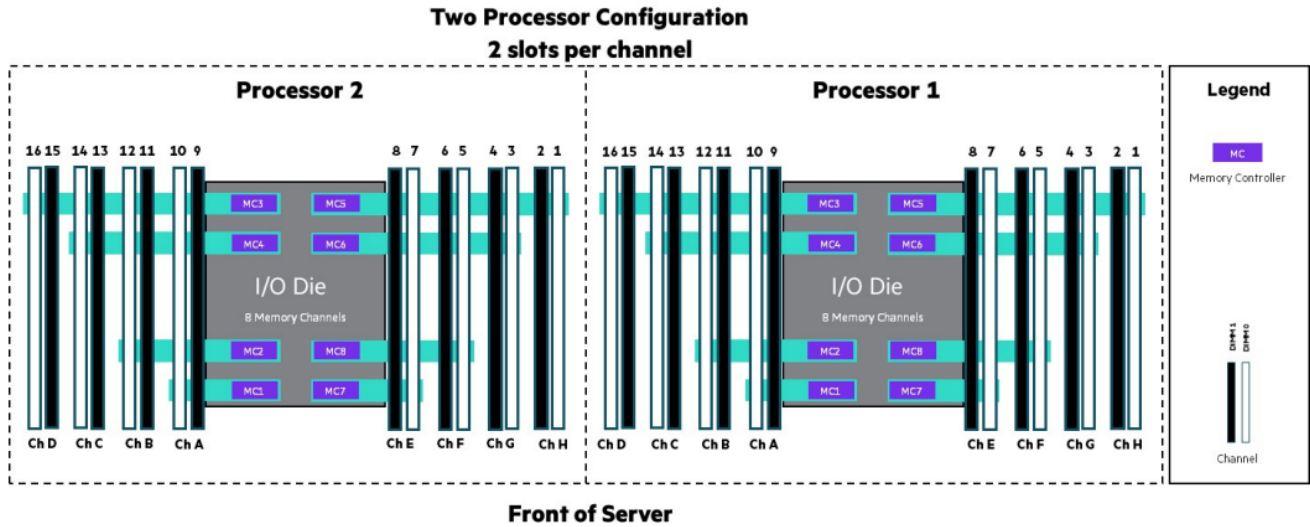 Two Processor Configuration
2 slots per channel
Processor 2
16 15 14 13 12 11 10 9 8 7 6 5 4 3 2 1
MC3 MC5
MC4 MC6
I/O Die
8 Memory Channels
MC2 MC8
MC1 MC7
Ch D Ch C Ch B Ch A Ch E Ch F Ch G Ch H
Processor 1
16 15 14 13 12 11 10 9 8 7 6 5 4 3 2 1
MC3 MC5
MC4 MC6
I/O Die
8 Memory Channels
MC2 MC8
MC1 MC7
Ch D Ch C Ch B Ch A Ch E Ch F Ch G Ch H
Legend
MC
Memory Controller
DIMM 1
DIMM 0
Channel
Front of Server